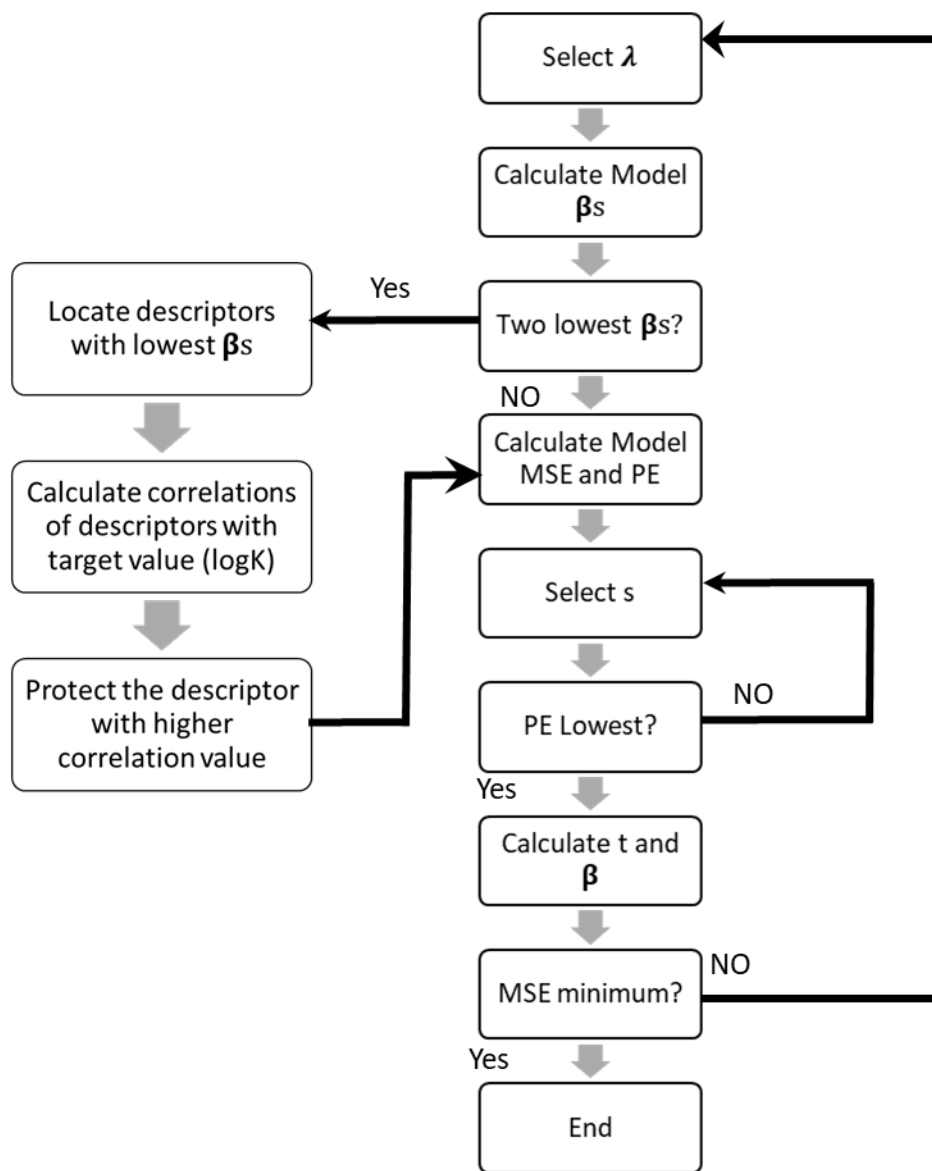 Select λ
Calculate Model
βs
Yes
Locate descriptors
with lowest βs
Two lowest βs?
NO
Calculate Model
MSE and PE
Calculate correlations
of descriptors with
target value (logK)
Select s
Protect the descriptor
with higher
correlation value
PE Lowest?
NO
Yes
Calculate t and
β
MSE minimum?
NO
Yes
End